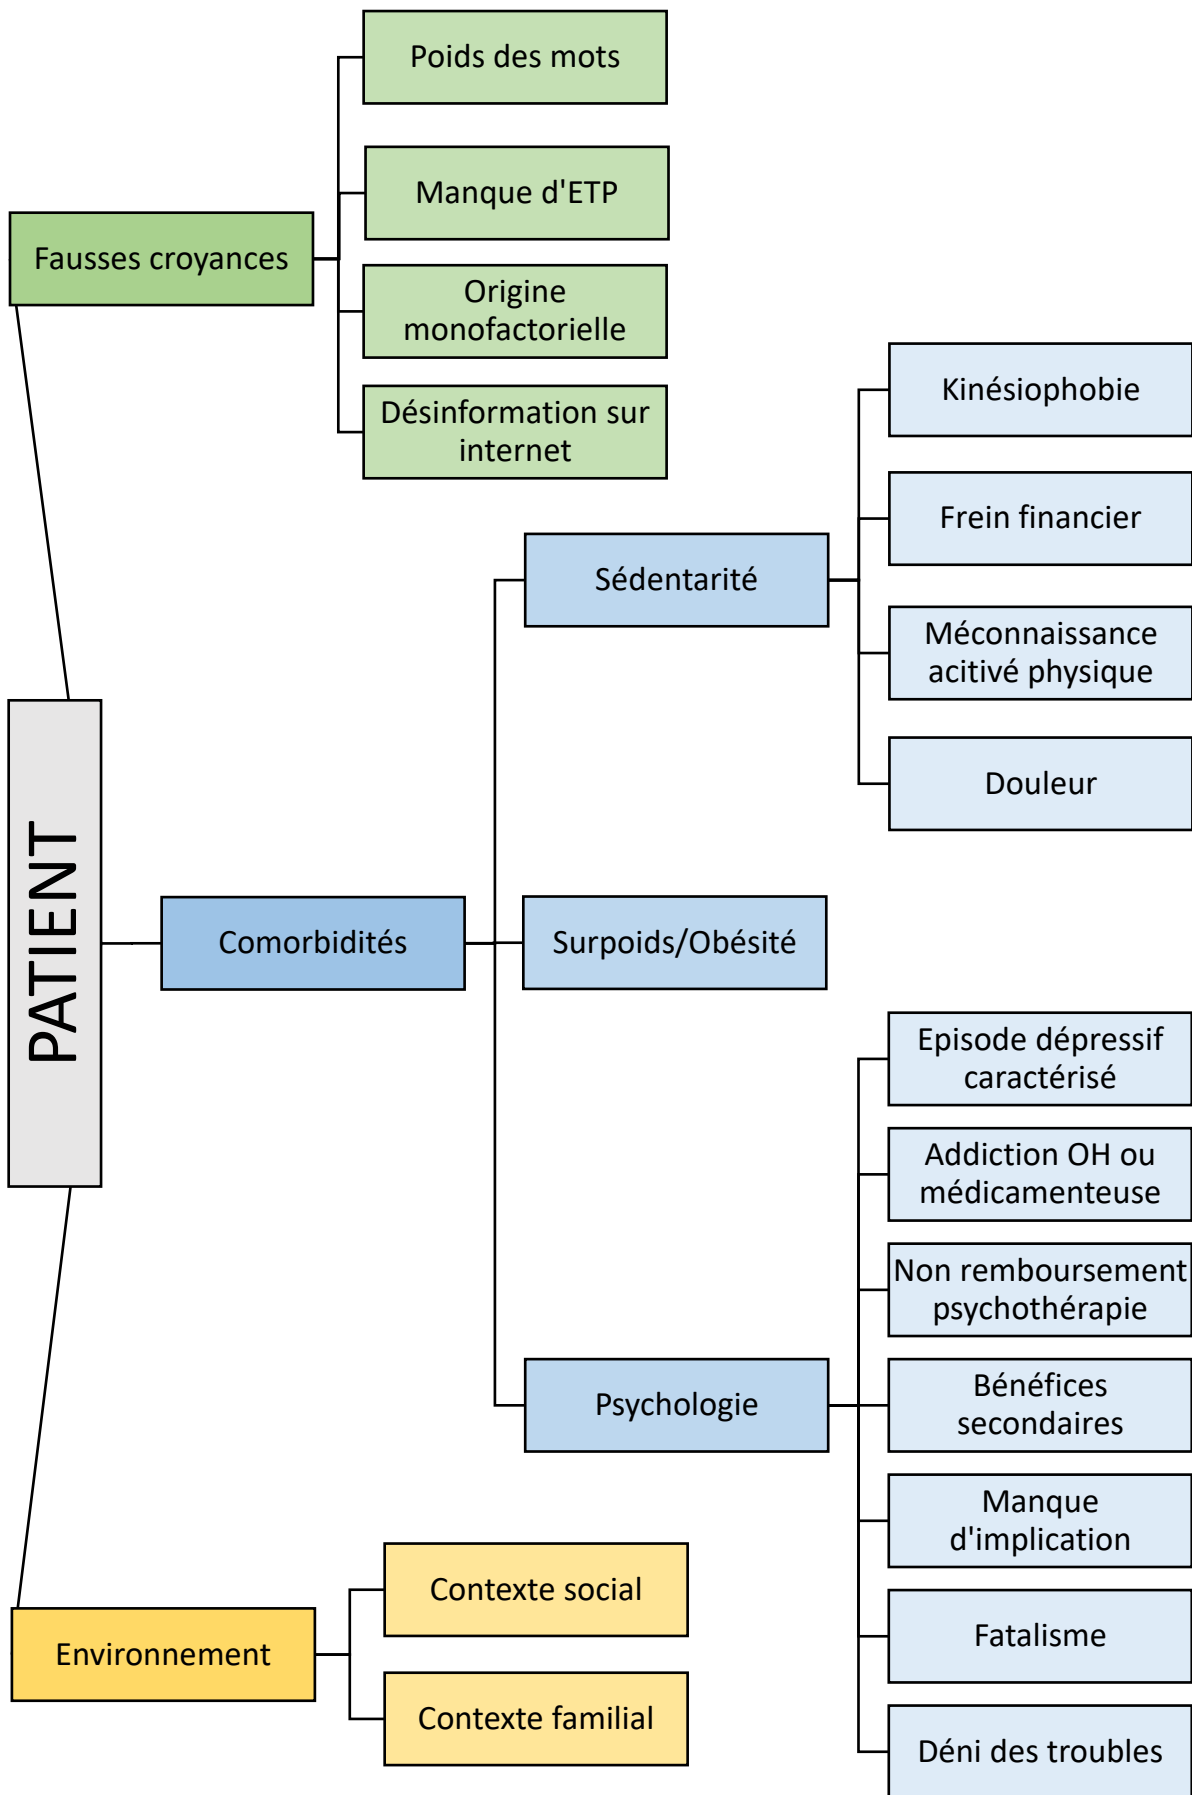 Poids des mots
Manque d'ETP
Fausses croyances
Origine
monofactorielle
Désinformation sur
internet
Kinésiophobie
Frein financier
Sédentarité
Méconnaissance
acitivé physique
Douleur
PATIENT
Comorbidités
Surpoids/Obésité
Episode dépressif
caractérisé
Addiction OH ou
médicamenteuse
Non remboursement
psychothérapie
Psychologie
Bénéfices
secondaires
Manque
d'implication
Contexte social
Environnement
Fatalisme
Contexte familial
Déni des troubles